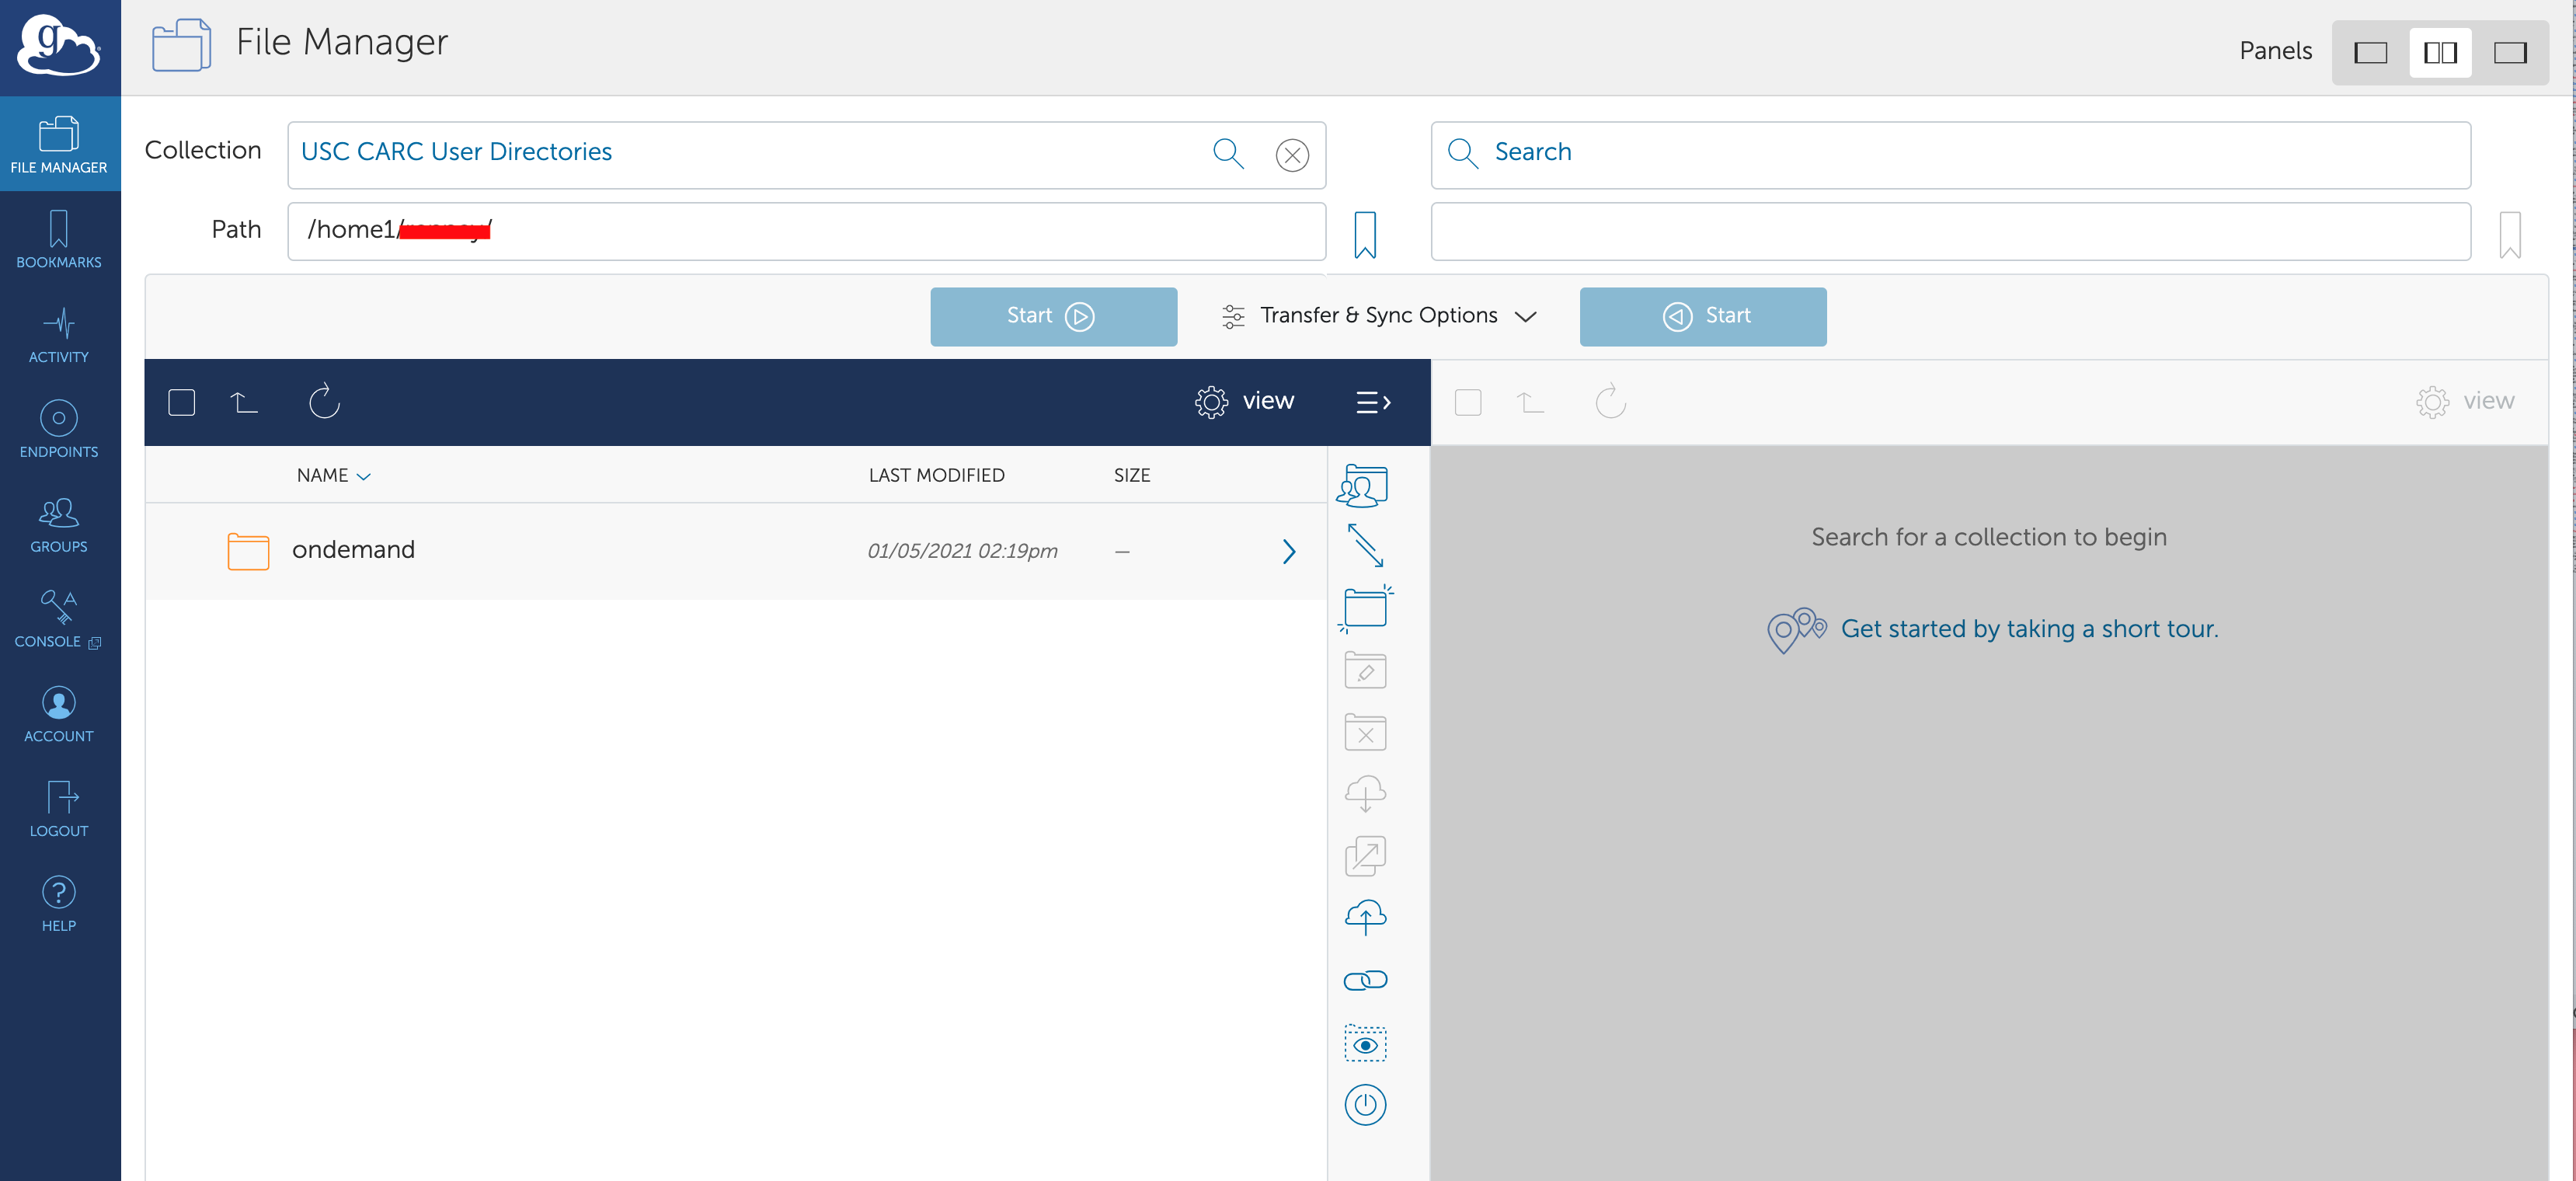 g
File Manager
Panels
FILE MANAGER
BOOKMARKS
ACTIVITY
ENDPOINTS
GROUPS
CONSOLE
ACCOUNT
LOGOUT
HELP
Collection
USC CARC User Directories
Search
Path
/home1/
Start
Transfer & Sync Options
Start
view
view
NAME
LAST MODIFIED
SIZE
ondemand
01/05/2021 02:19pm
—
Search for a collection to begin
Get started by taking a short tour.